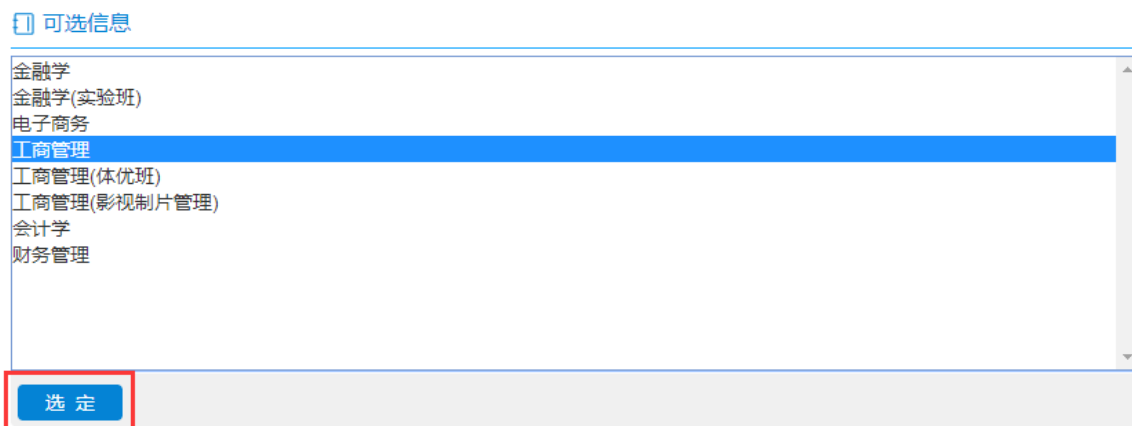 可选信息
金融学
金融学(实验班)
电子商务
工商管理
工商管理(体优班)
工商管理(影视制片管理)
会计学
财务管理
选 定